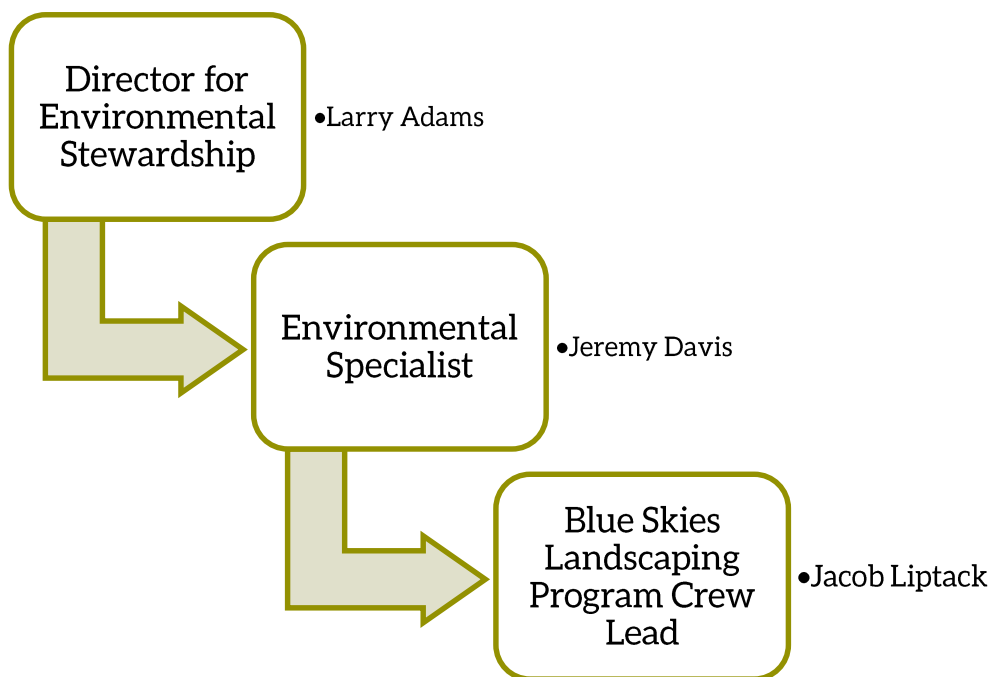 Director for
Environmental
Stewardship
•Larry Adams
Environmental
Specialist
•Jeremy Davis
Blue Skies
Landscaping
Program Crew
Lead
•Jacob Liptack